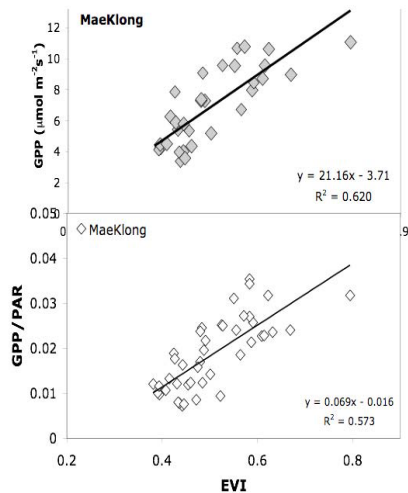 MaeKlong
12
10
8
6
4
2
GPP (μmol m⁻²s⁻¹)
y = 21.16x - 3.71
R² = 0.620
0.05
0
.9
MaeKlong
0.04
0.03
0.02
0.01
0
GPP/PAR
y = 0.069x - 0.016
R² = 0.573
0.2 0.4 0.6 0.8
EVI